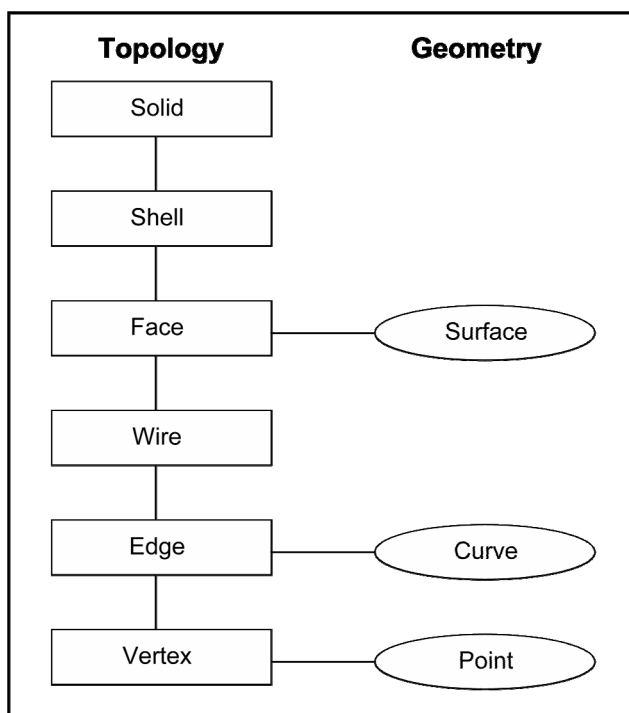 Topology Geometry
Solid
Shell
Face Surface
Wire
Edge Curve
Vertex Point